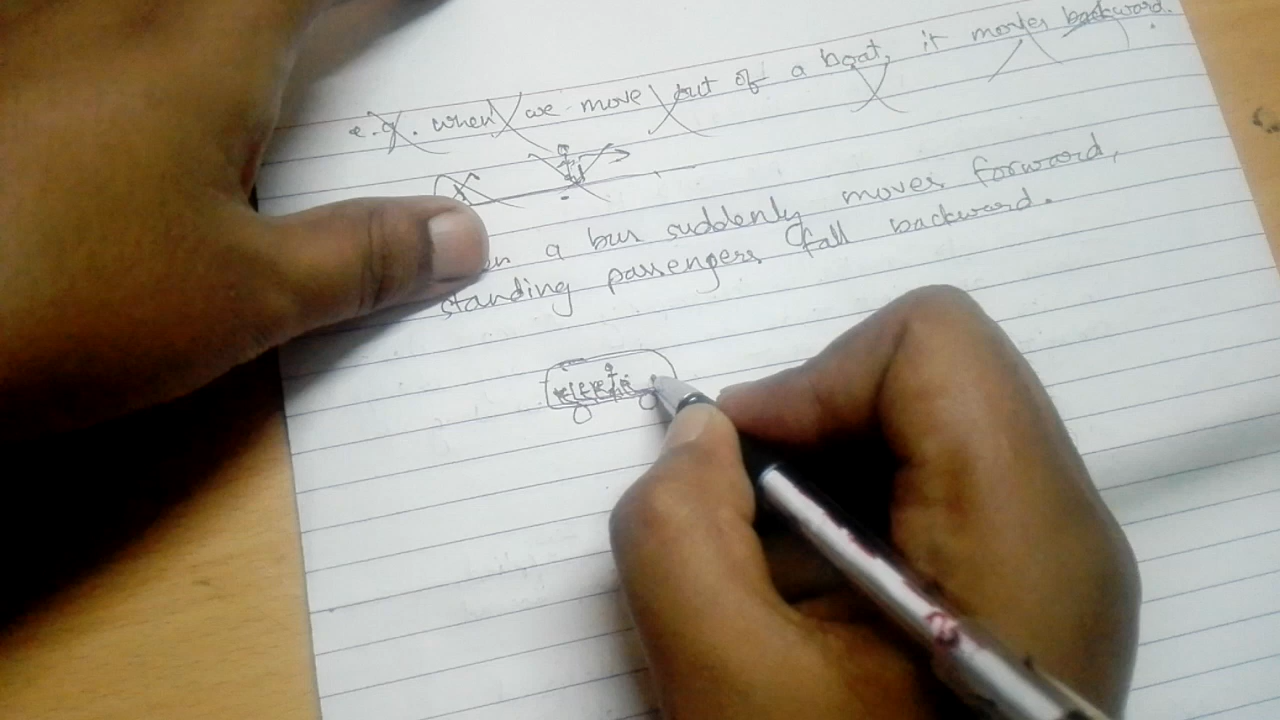 e.g. when we move out of a boat, it moves backward.
a bus suddenly moves forward,
standing passengers fall backward.